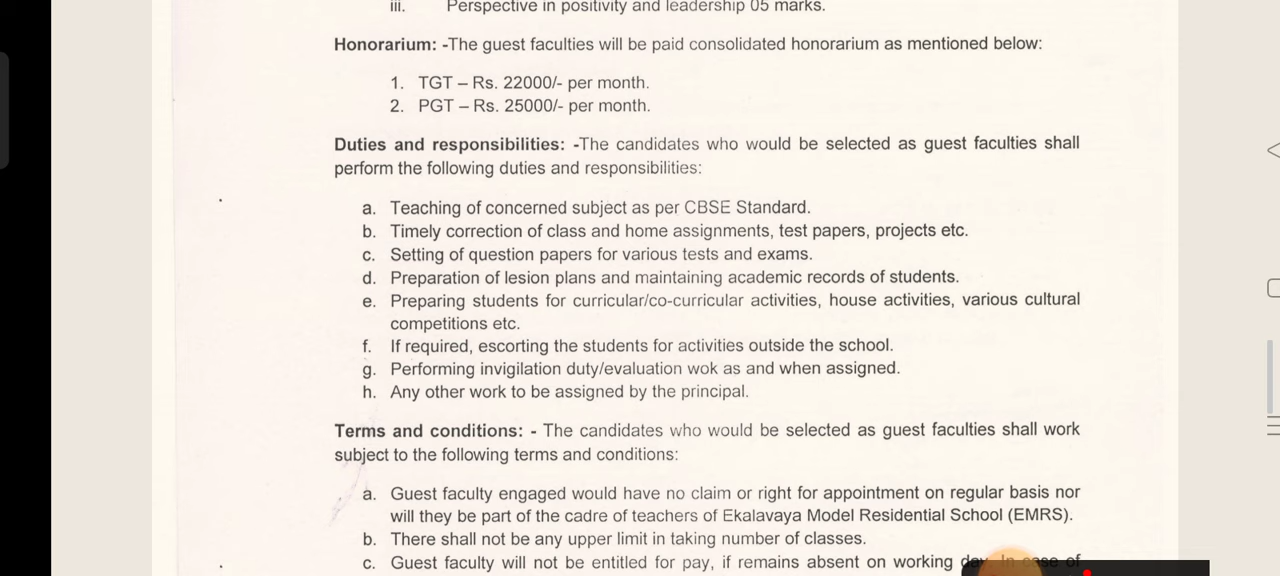 iii. Perspective in positivity and leadership 05 marks.
Honorarium: -The guest faculties will be paid consolidated honorarium as mentioned below:
1. TGT – Rs. 22000/- per month.
2. PGT – Rs. 25000/- per month.
Duties and responsibilities: -The candidates who would be selected as guest faculties shall
perform the following duties and responsibilities:
a. Teaching of concerned subject as per CBSE Standard.
b. Timely correction of class and home assignments, test papers, projects etc.
c. Setting of question papers for various tests and exams.
d. Preparation of lesion plans and maintaining academic records of students.
e. Preparing students for curricular/co-curricular activities, house activities, various cultural
competitions etc.
f. If required, escorting the students for activities outside the school.
g. Performing invigilation duty/evaluation wok as and when assigned.
h. Any other work to be assigned by the principal.
Terms and conditions: - The candidates who would be selected as guest faculties shall work
subject to the following terms and conditions:
a. Guest faculty engaged would have no claim or right for appointment on regular basis nor
will they be part of the cadre of teachers of Ekalavaya Model Residential School (EMRS).
b. There shall not be any upper limit in taking number of classes.
c. Guest faculty will not be entitled for pay, if remains absent on working day. In case of